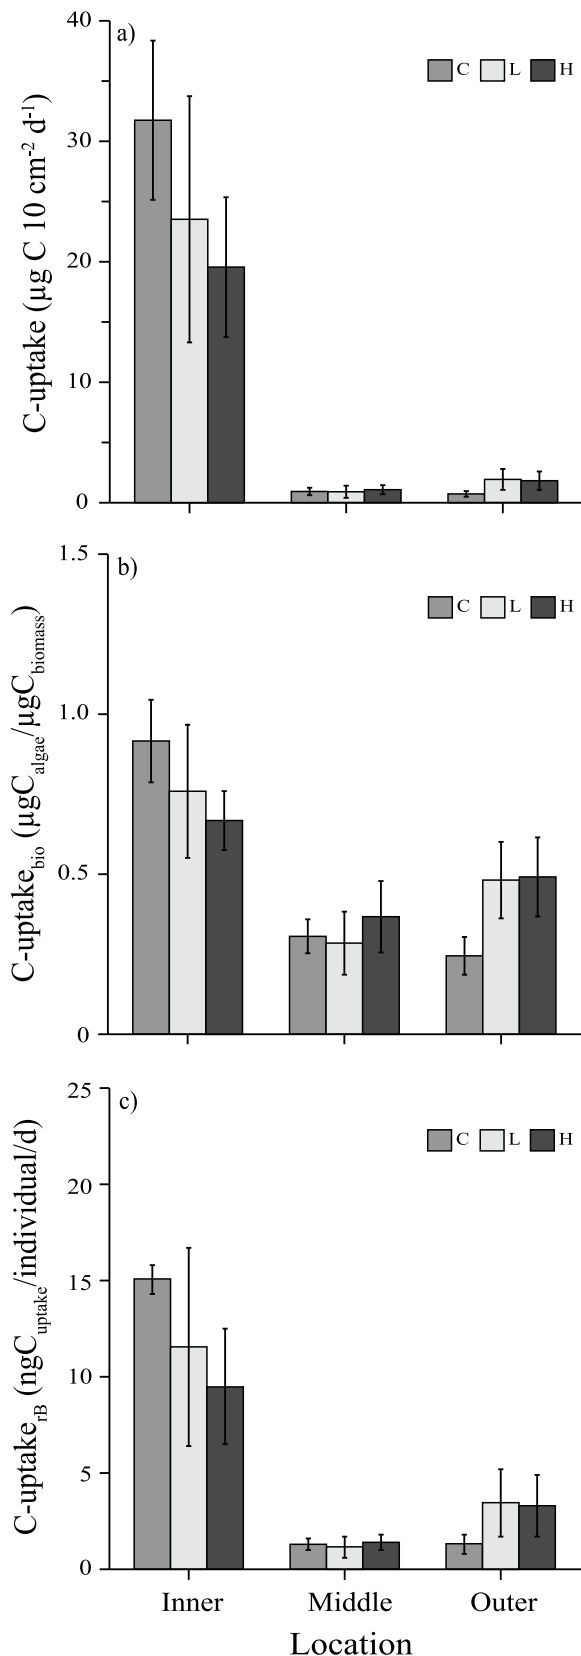 a)
C L H
40
30
20
10
0
C-uptake (µg C 10 cm⁻² d⁻¹)
b)
C L H
1.5
1.0
0.5
0
C-uptake_bio (µgC_algae/µgC_biomass)
c)
C L H
25
20
15
10
5
0
C-uptake_rB (ngC_uptake/individual/d)
Inner Middle Outer
Location